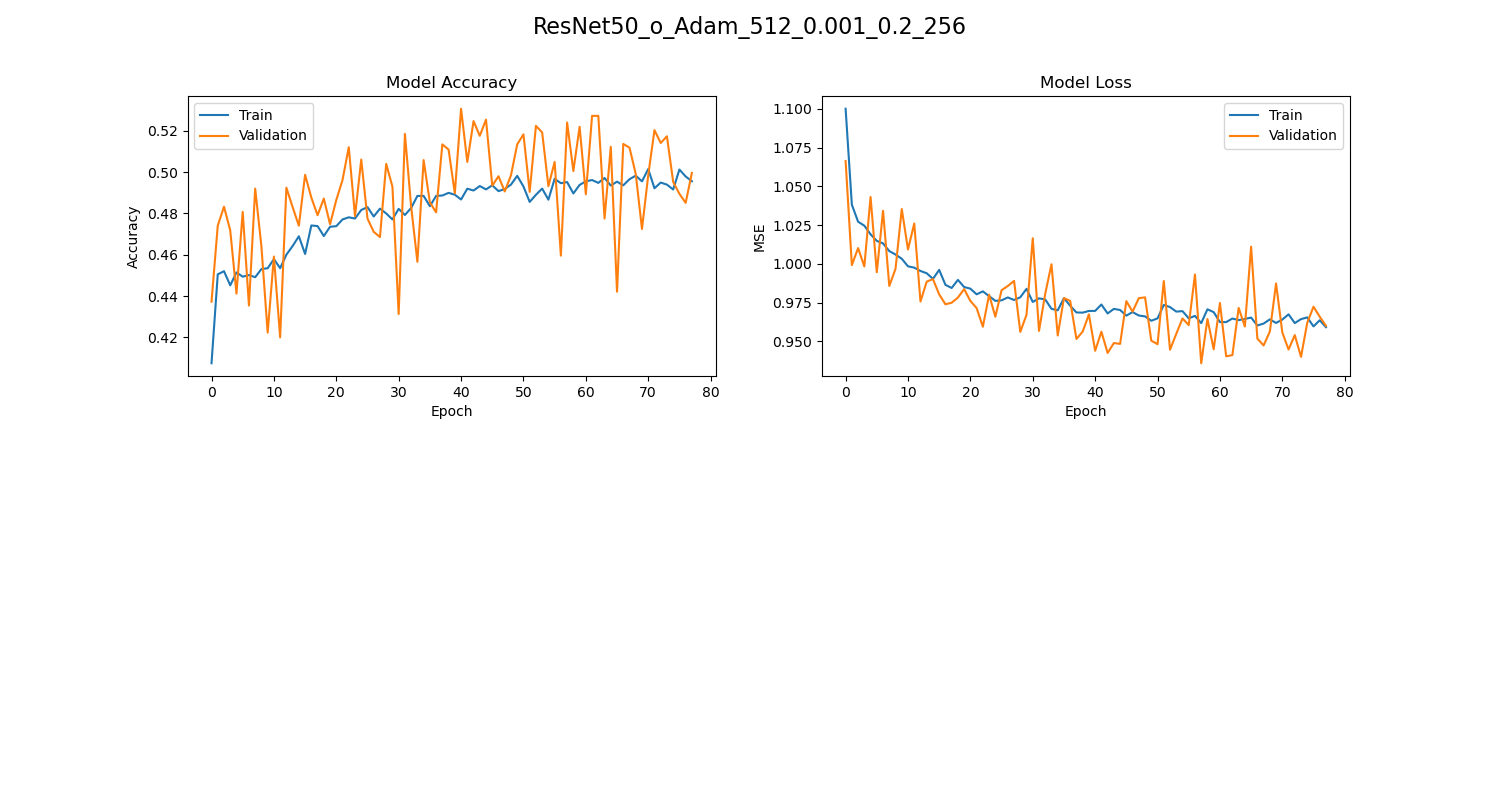 ResNet50_o_Adam_512_0.001_0.2_256
Model Accuracy
Train
Validation
0.52
0.50
0.48
0.46
0.44
0.42
Accuracy
0 10 20 30 40 50 60 70 80
Epoch
Model Loss
Train
Validation
1.100
1.075
1.050
1.025
1.000
0.975
0.950
MSE
0 10 20 30 40 50 60 70 80
Epoch